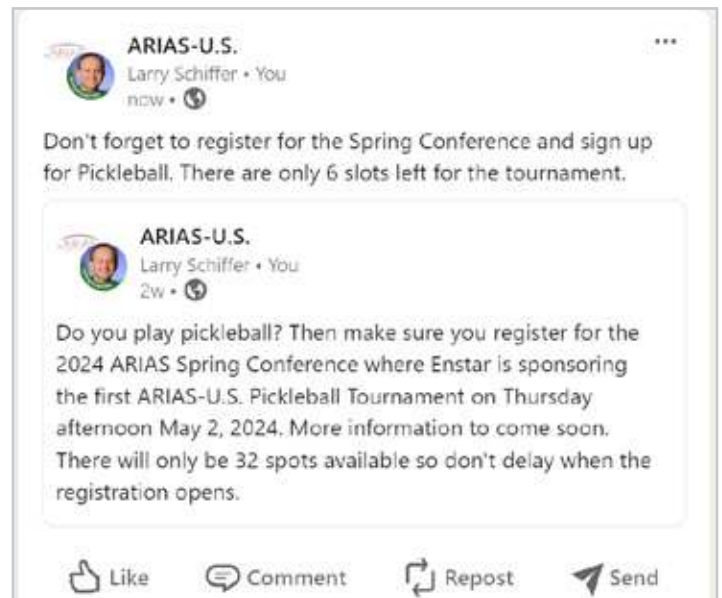 ARIAS-U.S.
Larry Schiffer • You
now •
Don't forget to register for the Spring Conference and sign up
for Pickleball. There are only 6 slots left for the tournament.
ARIAS-U.S.
Larry Schiffer • You
2w •
Do you play pickleball? Then make sure you register for the
2024 ARIAS Spring Conference where Enstar is sponsoring
the first ARIAS-U.S. Pickleball Tournament on Thursday
afternoon May 2, 2024. More information to come soon.
There will only be 32 spots available so don't delay when the
registration opens.
Like Comment Repost Send